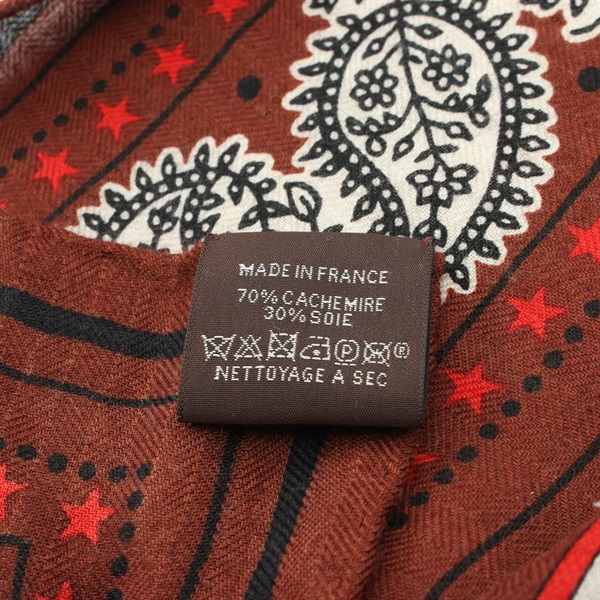 MADE IN FRANCE
70% CACHEMIRE
30% SOIE
P ®
NETTOYAGE A SEC